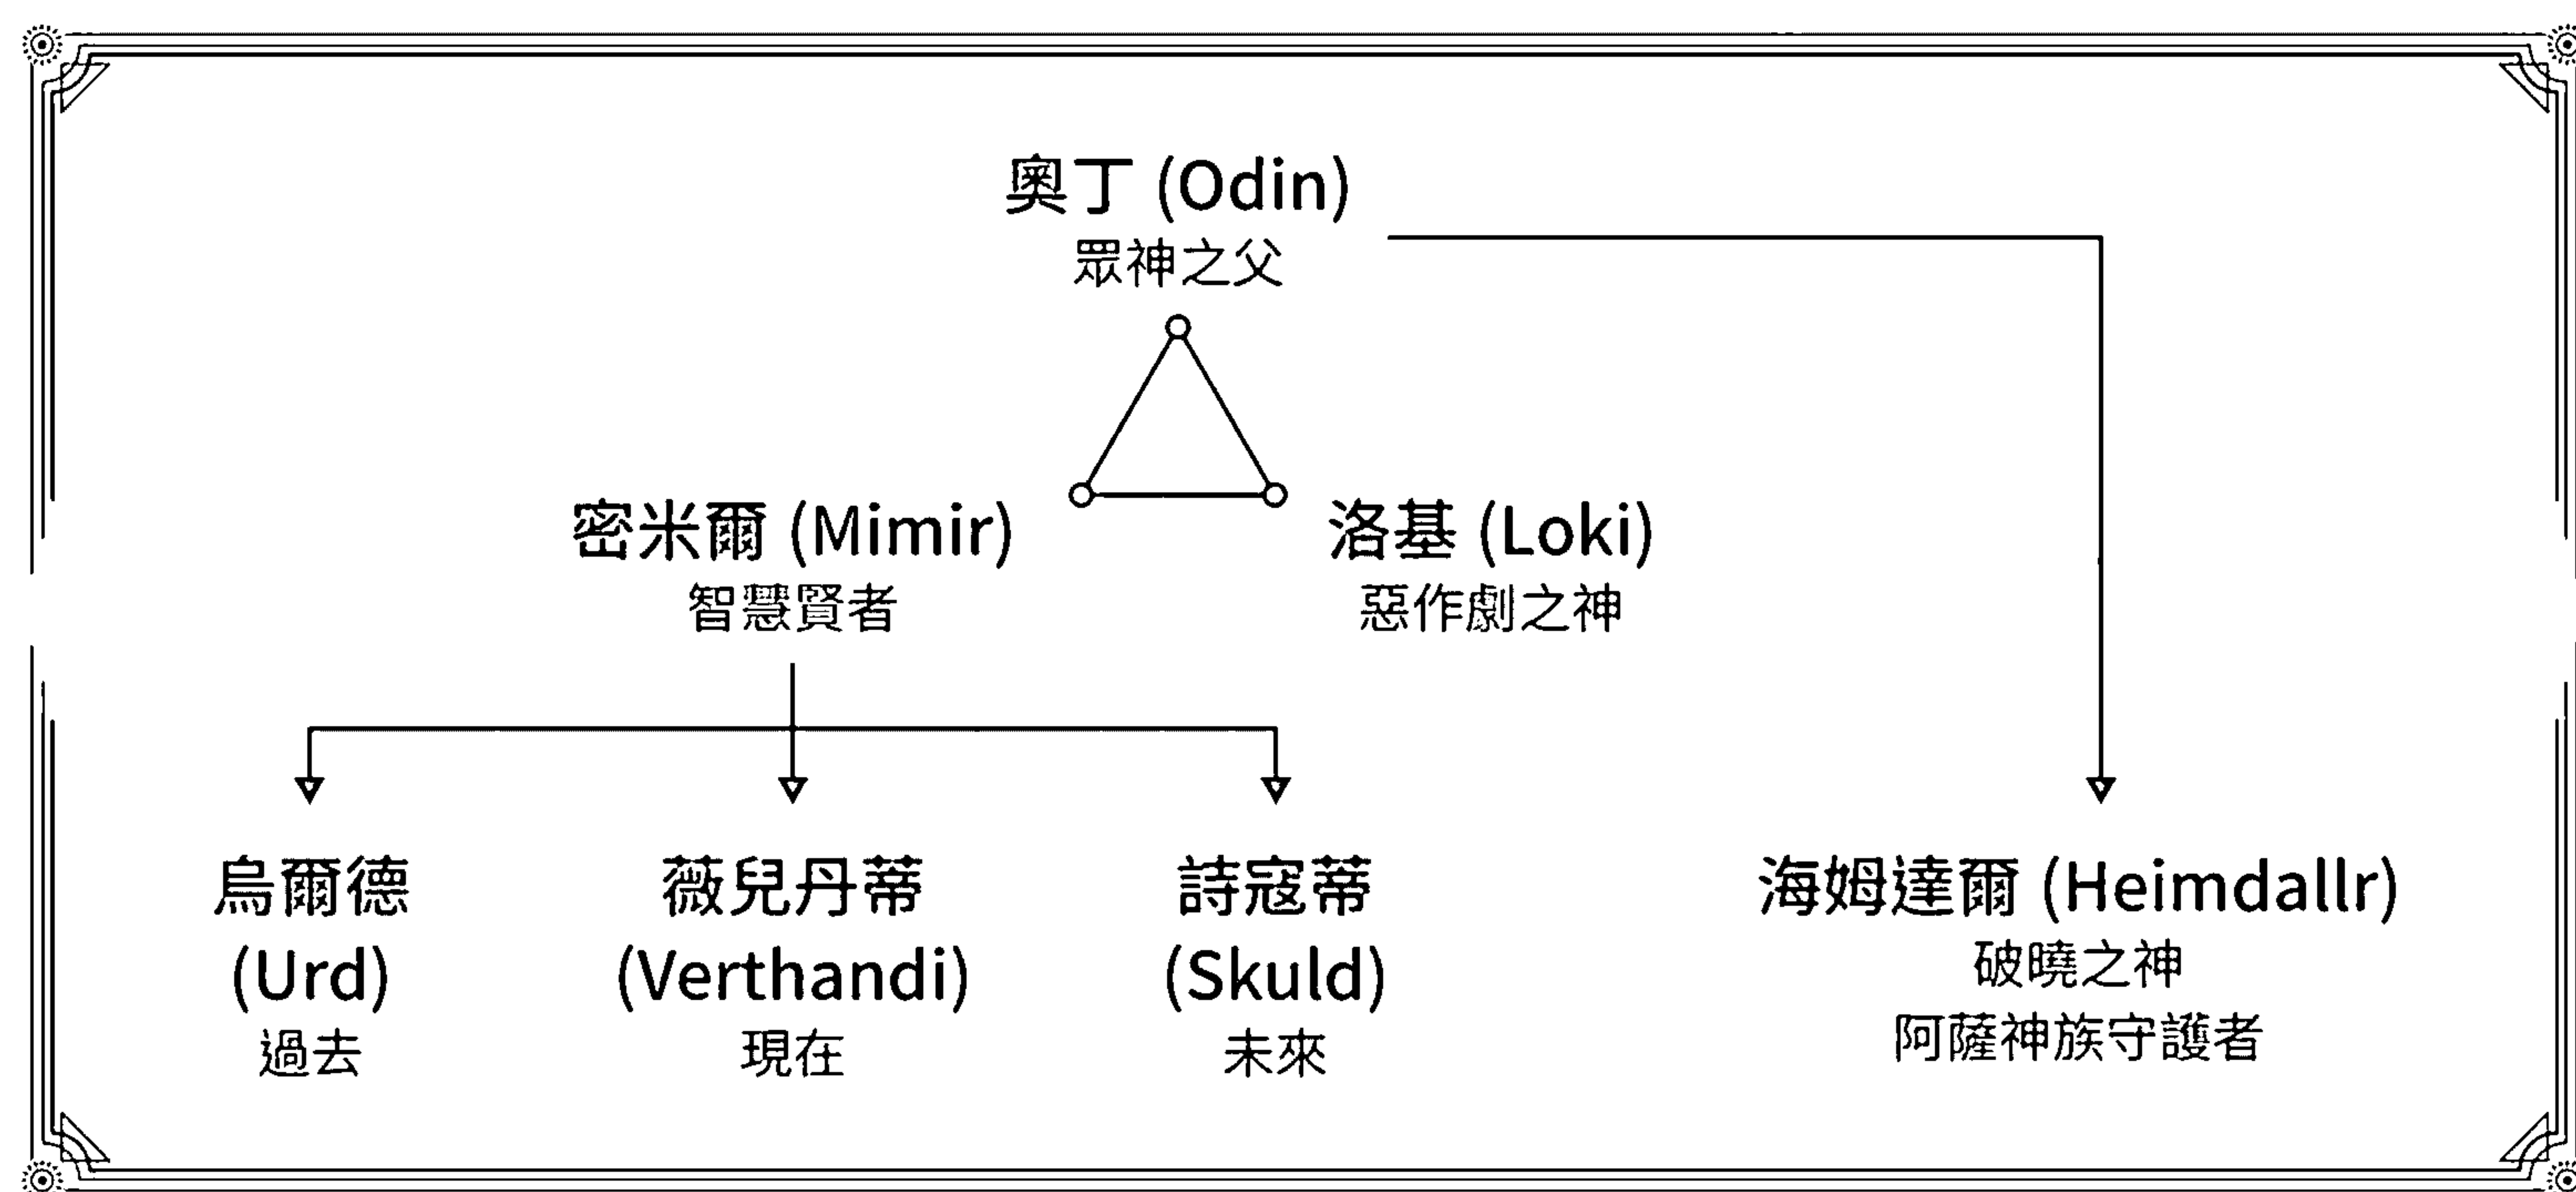 奧丁 (Odin)
眾神之父
密米爾 (Mimir)
智慧賢者
洛基 (Loki)
惡作劇之神
烏爾德
(Urd)
過去
薇兒丹蒂
(Verthandi)
現在
詩寇蒂
(Skuld)
未來
海姆達爾 (Heimdallr)
破曉之神
阿薩神族守護者